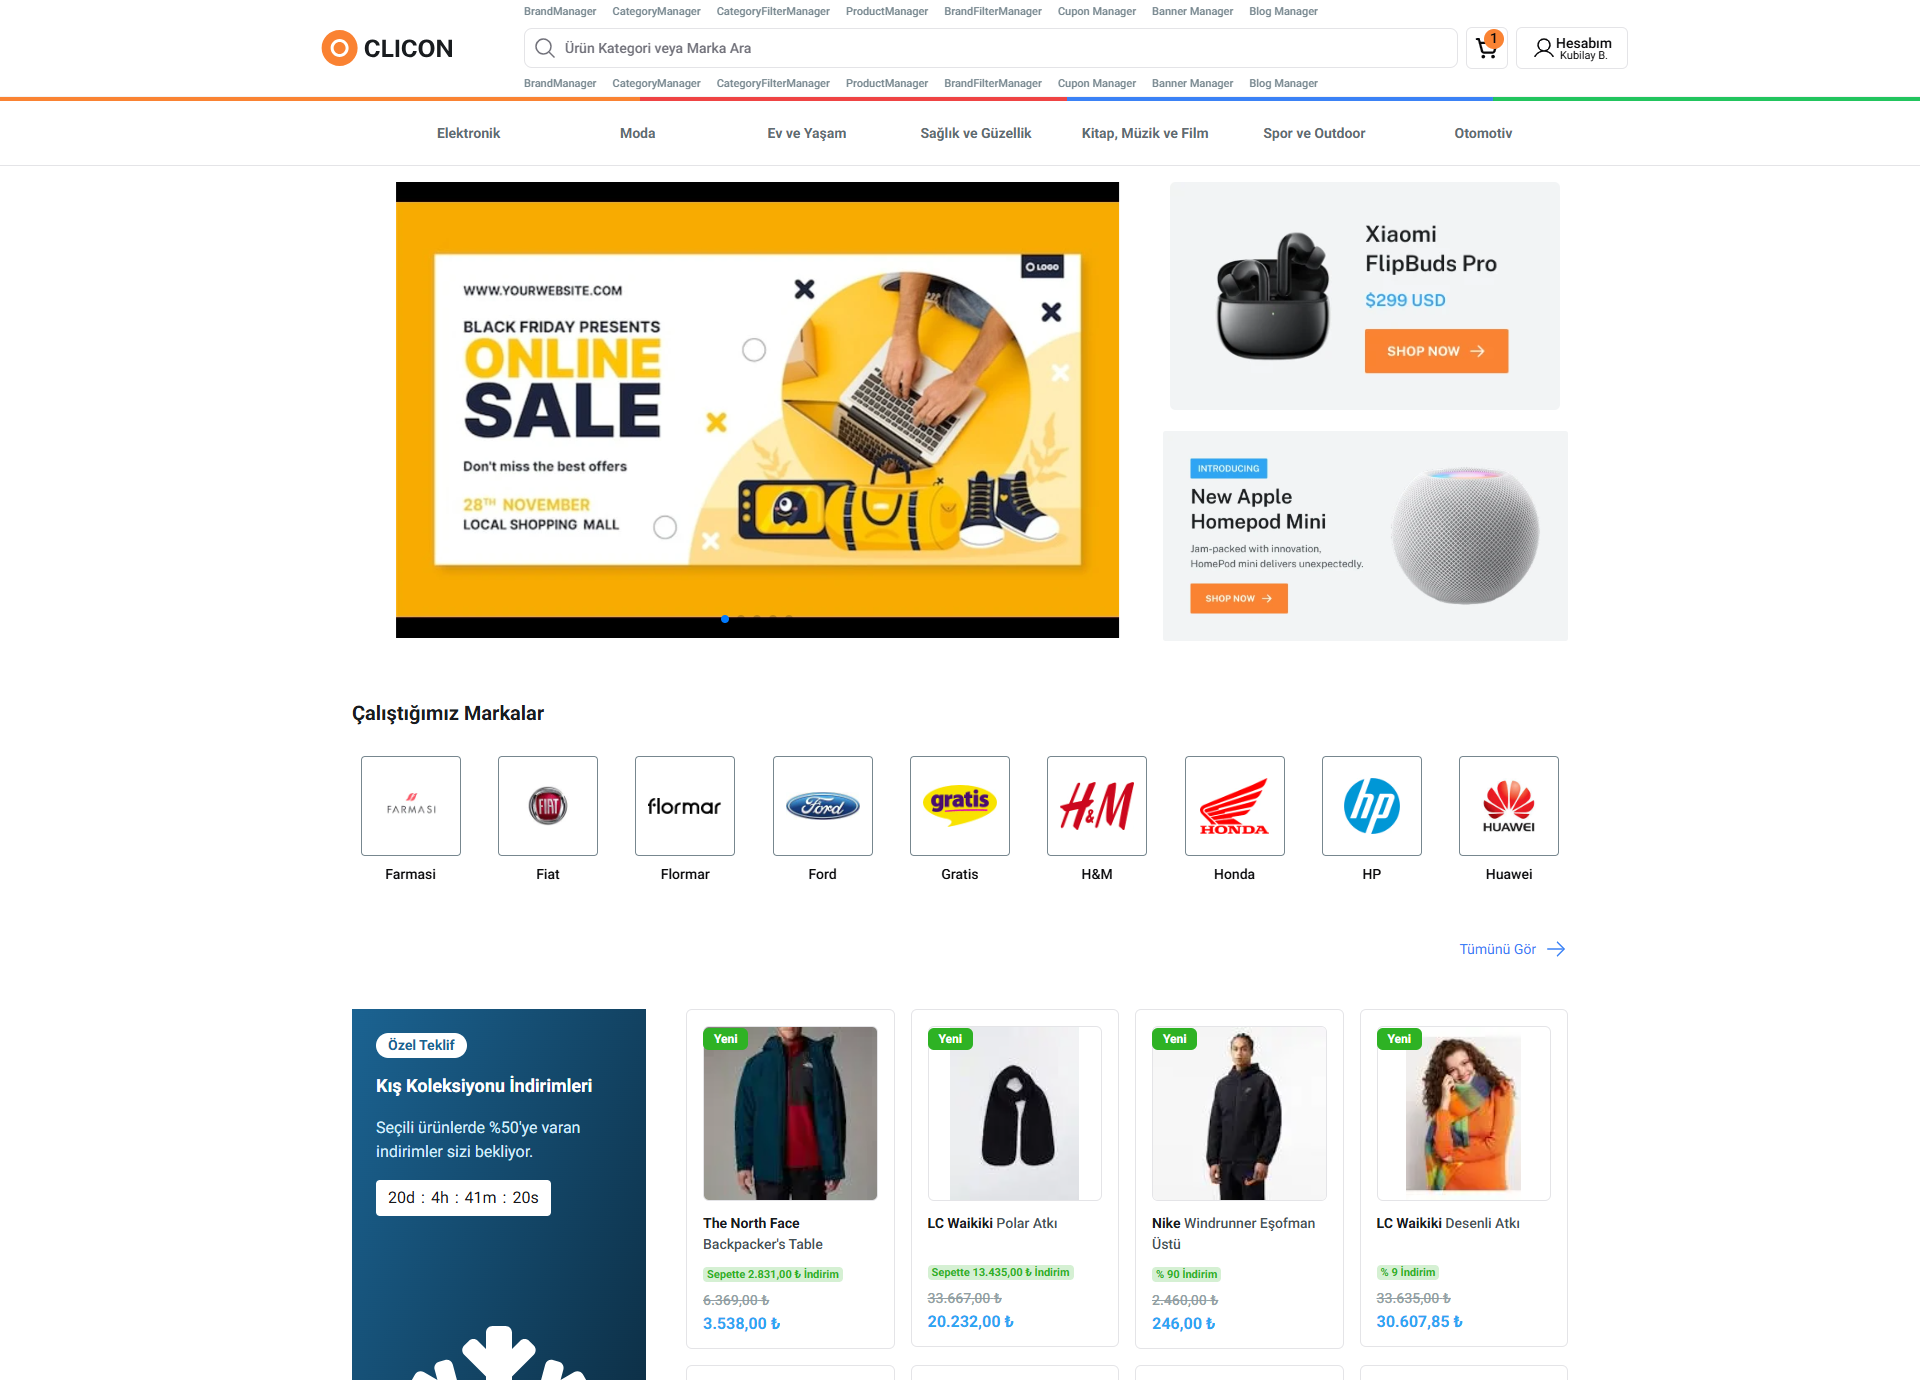 BrandManager CategoryManager CategoryFilterManager ProductManager BrandFilterManager Cupon Manager Banner Manager Blog Manager
CLICON
Ürün Kategori veya Marka Ara
1
Hesabım
Kubilay B.
BrandManager CategoryManager CategoryFilterManager ProductManager BrandFilterManager Cupon Manager Banner Manager Blog Manager
Elektronik Moda Ev ve Yaşam Sağlık ve Güzellik Kitap, Müzik ve Film Spor ve Outdoor Otomotiv
LOGO
WWW.YOURWEBSITE.COM
BLACK FRIDAY PRESENTS
ONLINE
SALE
Don't miss the best offers
28TH NOVEMBER
LOCAL SHOPPING MALL
Xiaomi
FlipBuds Pro
$299 USD
SHOP NOW
INTRODUCING
New Apple
Homepod Mini
Jam-packed with innovation,
HomePod mini delivers unexpectedly.
SHOP NOW
Çalıştığımız Markalar
FARMASI FIAT flormar Ford gratis H&M HONDA hp HUAWEI
Farmasi Fiat Flormar Ford Gratis H&M Honda HP Huawei
Tümünü Gör
Özel Teklif
Kış Koleksiyonu İndirimleri
Seçili ürünlerde %50'ye varan
indirimler sizi bekliyor.
20d : 4h : 41m : 20s
Yeni
The North Face
Backpacker's Table
Sepette 2.831,00 ₺ İndirim
6.369,00 ₺
3.538,00 ₺
Yeni
LC Waikiki Polar Atkı
Sepette 13.435,00 ₺ İndirim
33.667,00 ₺
20.232,00 ₺
Yeni
Nike Windrunner Eşofman
Üstü
% 90 İndirim
2.460,00 ₺
246,00 ₺
Yeni
LC Waikiki Desenli Atkı
% 9 İndirim
33.635,00 ₺
30.607,85 ₺